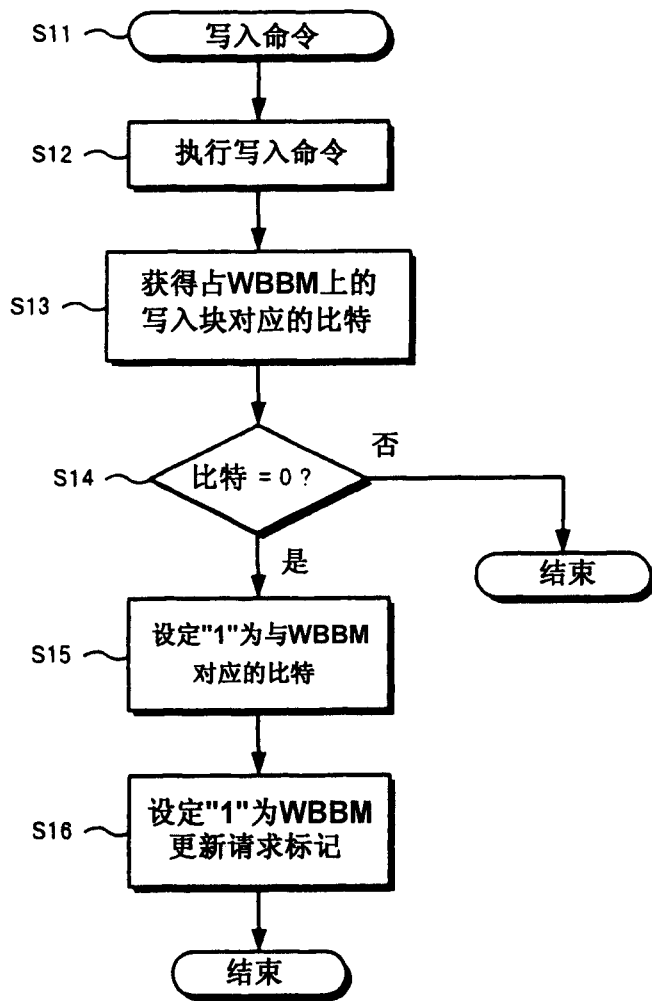 S11
写入命令
S12
执行写入命令
S13
获得占WBBM上的
写入块对应的比特
S14
比特 = 0 ?
否
结束
是
S15
设定"1"为与WBBM
对应的比特
S16
设定"1"为WBBM
更新请求标记
结束